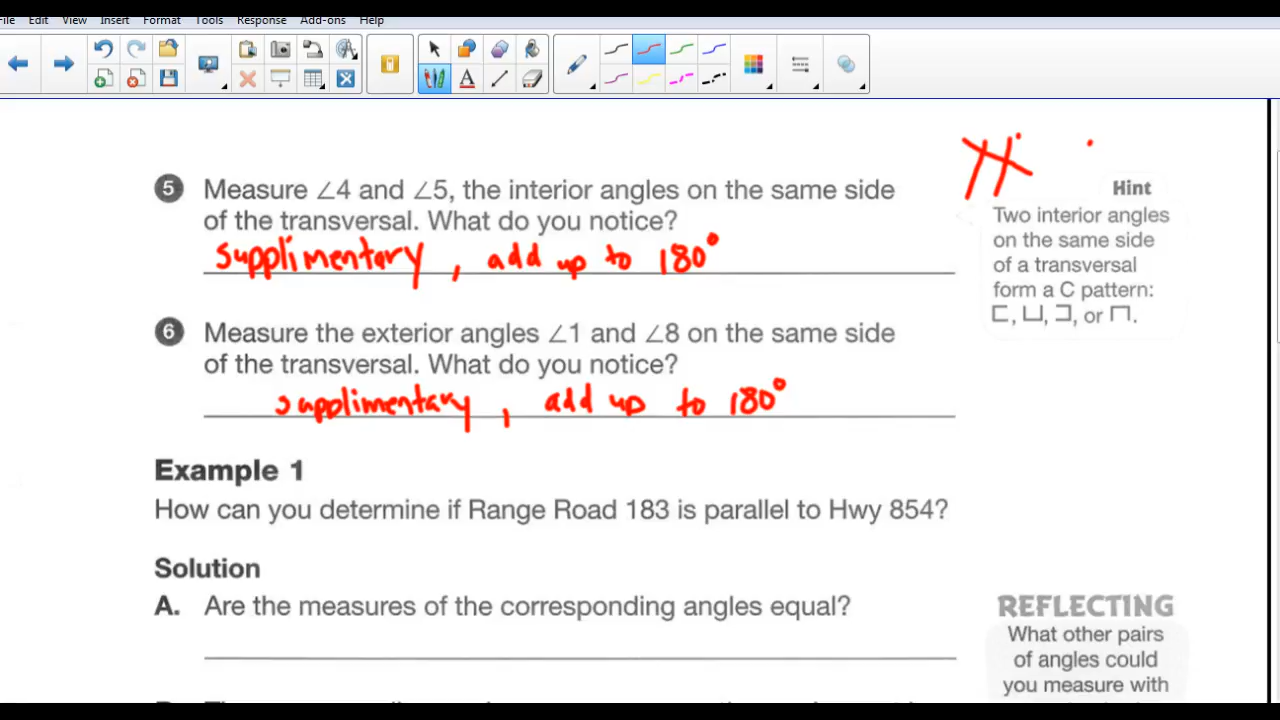 File Edit View Insert Format Tools Response Add-ons Help
5 Measure ∠4 and ∠5, the interior angles on the same side
of the transversal. What do you notice?
supplimentary, add up to 180°
Hint
Two interior angles
on the same side
of a transversal
form a C pattern:
⊏, ⊔, ⊐, or ⊓.
6 Measure the exterior angles ∠1 and ∠8 on the same side
of the transversal. What do you notice?
supplimentary, add up to 180°
Example 1
How can you determine if Range Road 183 is parallel to Hwy 854?
Solution
A. Are the measures of the corresponding angles equal?
REFLECTING
What other pairs
of angles could
you measure with